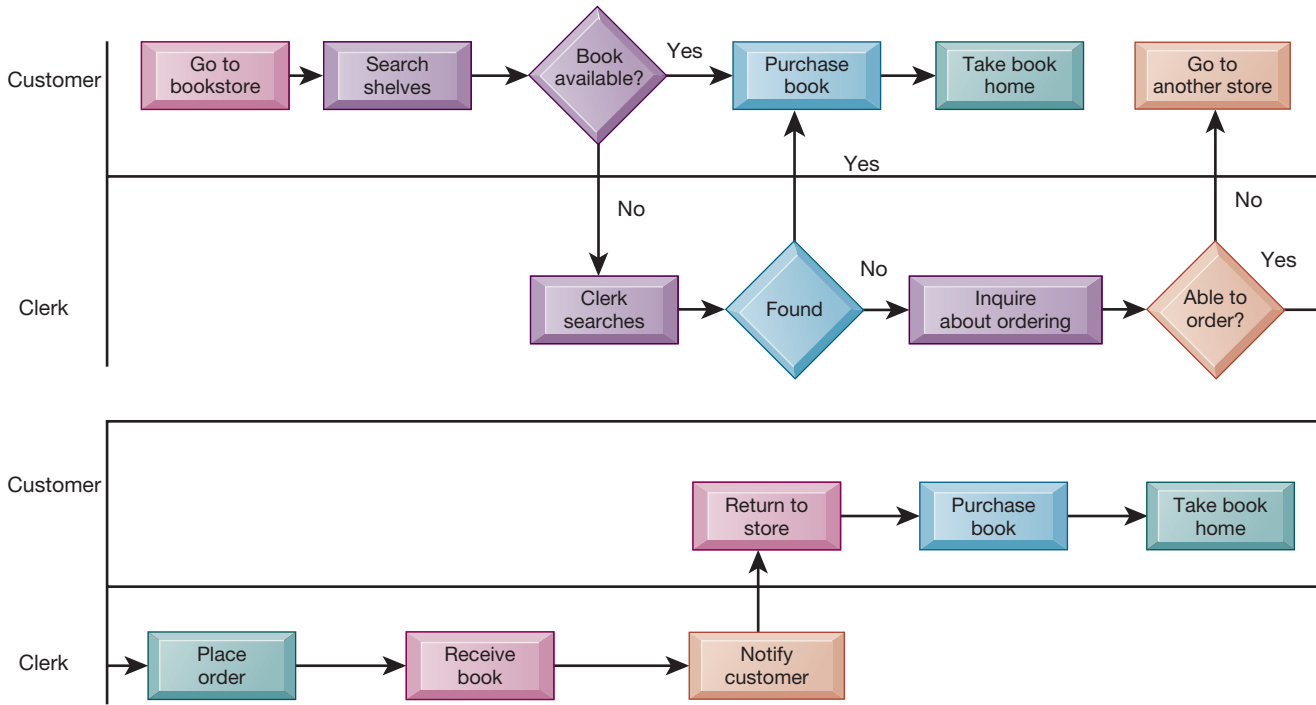 Customer
Go to
bookstore
Search
shelves
Book
available?
Yes
Purchase
book
Take book
home
Go to
another store
Yes
No
No
Clerk
Clerk
searches
Found
No
Inquire
about ordering
Able to
order?
Yes
Customer
Return to
store
Purchase
book
Take book
home
Clerk
Place
order
Receive
book
Notify
customer